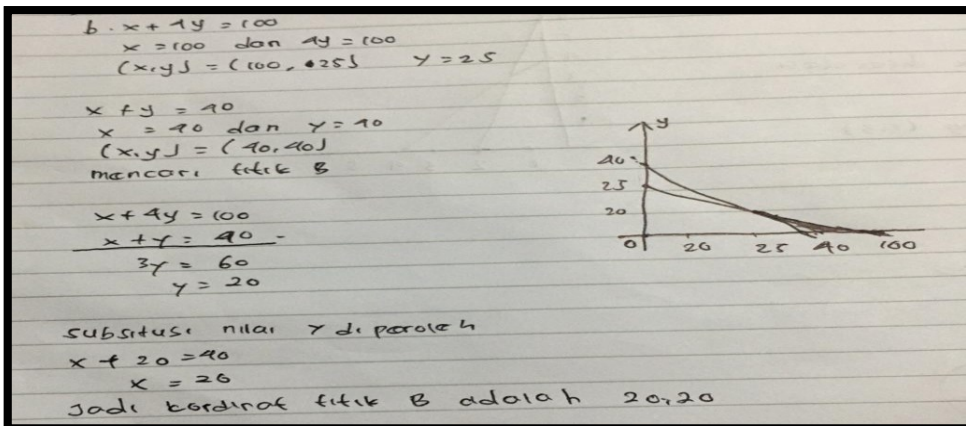 b. x + 4y = 100
x = 100 dan 4y = 100
(x,y) = (100, 25) y = 25
x + y = 40
x = 40 dan y = 40
(x,y) = (40,40)
mencari titik B
x + 4y = 100
x + y = 40 -
3y = 60
y = 20
subsitusi nilai y diperoleh
x + 20 = 40
x = 20
Jadi kordinat titik B adalah 20,20
y
40
25
20
0 20 25 40 100